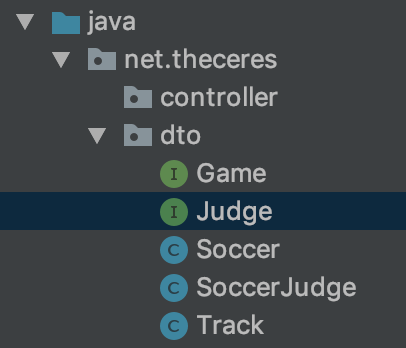 java
net.theceres
controller
dto
I Game
I Judge
C Soccer
C SoccerJudge
C Track